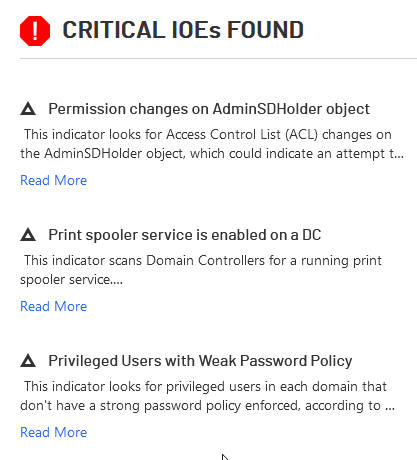 CRITICAL IOEs FOUND
Permission changes on AdminSDHolder object
This indicator looks for Access Control List (ACL) changes on
the AdminSDHolder object, which could indicate an attempt t...
Read More
Print spooler service is enabled on a DC
This indicator scans Domain Controllers for a running print
spooler service....
Read More
Privileged Users with Weak Password Policy
This indicator looks for privileged users in each domain that
don't have a strong password policy enforced, according to ...
Read More